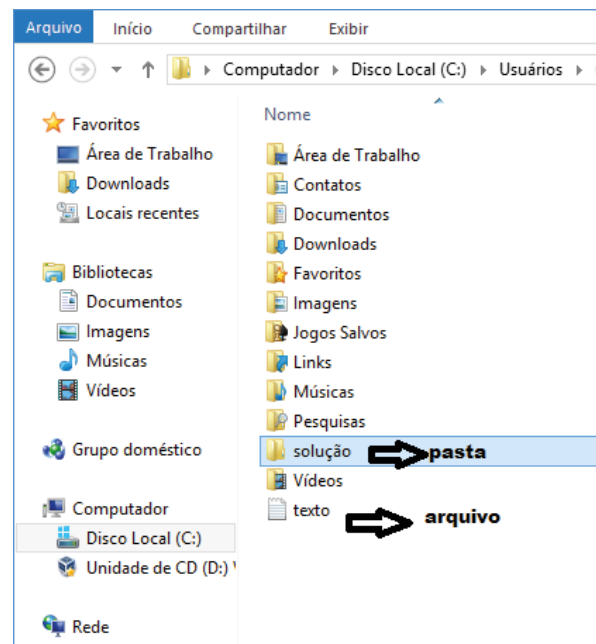 Arquivo Início Compartilhar Exibir
Computador Disco Local (C:) Usuários
Favoritos
Área de Trabalho
Downloads
Locais recentes
Bibliotecas
Documentos
Imagens
Músicas
Vídeos
Grupo doméstico
Computador
Disco Local (C:)
Unidade de CD (D:)
Rede
Nome
Área de Trabalho
Contatos
Documentos
Downloads
Favoritos
Imagens
Jogos Salvos
Links
Músicas
Pesquisas
solução pasta
Vídeos
texto arquivo